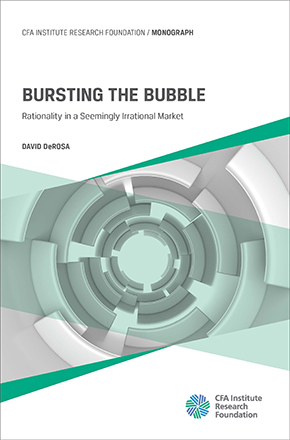 CFA INSTITUTE RESEARCH FOUNDATION / MONOGRAPH
BURSTING THE BUBBLE
Rationality in a Seemingly Irrational Market
DAVID DeROSA
CFA Institute
Research
Foundation